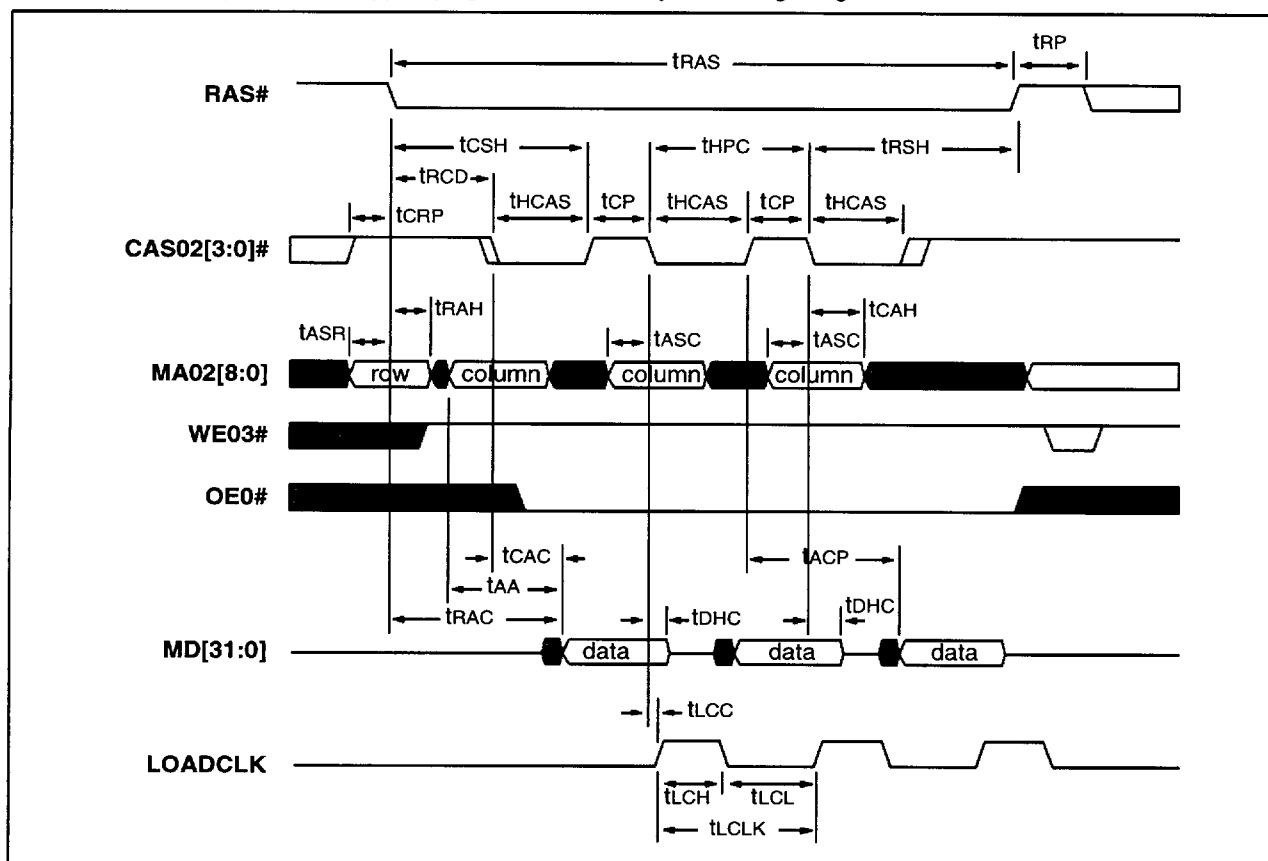 tRAS
tRP
RAS#
tCSH
tHPC
tRSH
tRCD
tHCAS
tCP
tHCAS
tCP
tHCAS
tCRP
CAS02[3:0]#
tRAH
tCAH
tASR
tASC
tASC
MA02[8:0]
row
column
column
column
WE03#
OE0#
tCAC
tACP
tAA
tDHC
tDHC
tRAC
MD[31:0]
data
data
data
tLCC
LOADCLK
tLCH
tLCL
tLCLK